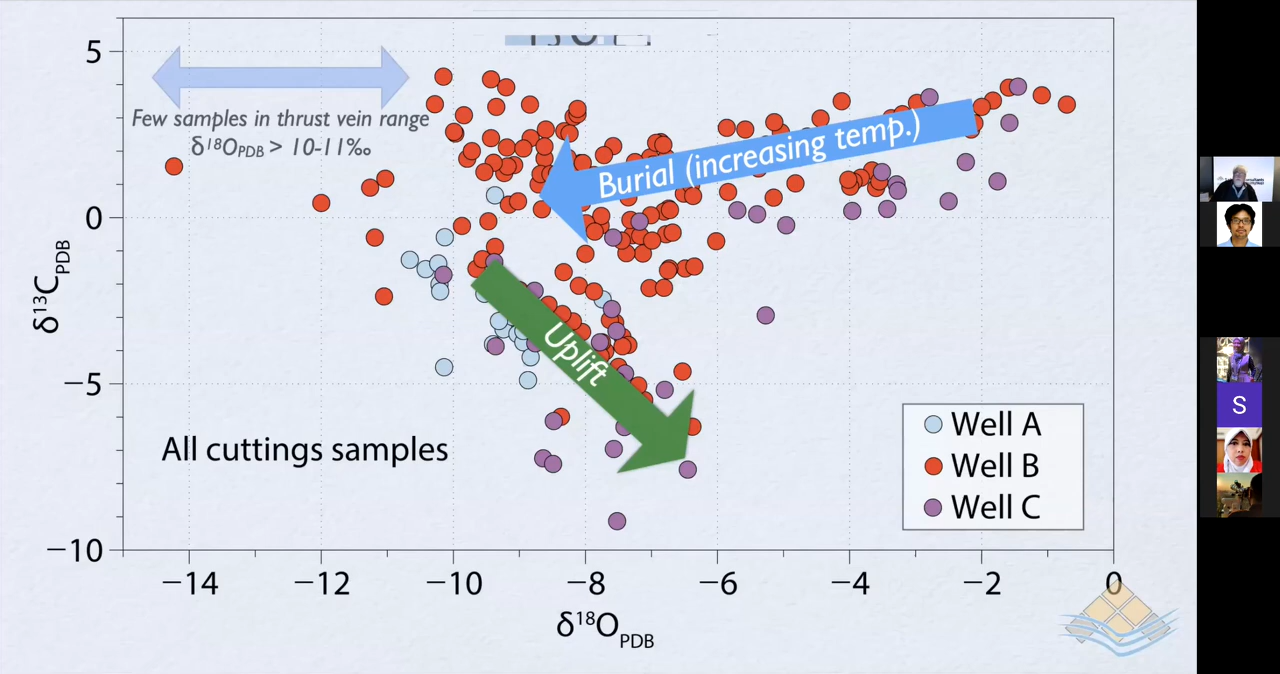 Few samples in thrust vein range
δ¹⁸O_PDB > 10-11‰
Burial (increasing temp.)
Uplift
All cuttings samples
Well A
Well B
Well C
5
0
−5
−10
δ¹³C_PDB
−14
−12
−10
−8
−6
−4
−2
0
δ¹⁸O_PDB
S